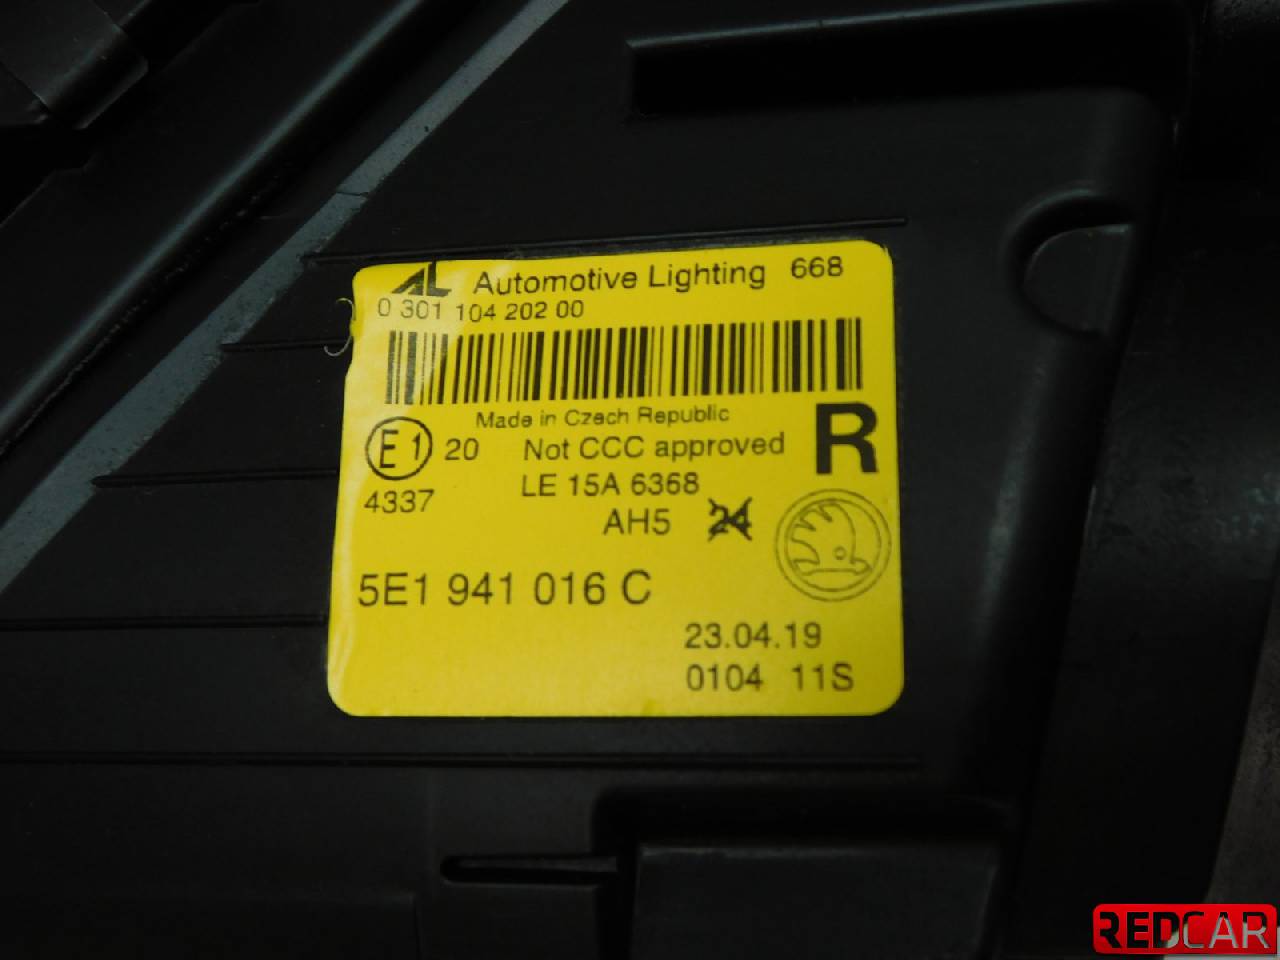 AL Automotive Lighting 668
0 301 104 202 00
Made in Czech Republic
E1 20 Not CCC approved R
4337 LE 15A 6368
AH5 24
5E1 941 016 C
23.04.19
0104 11S
REDCAR